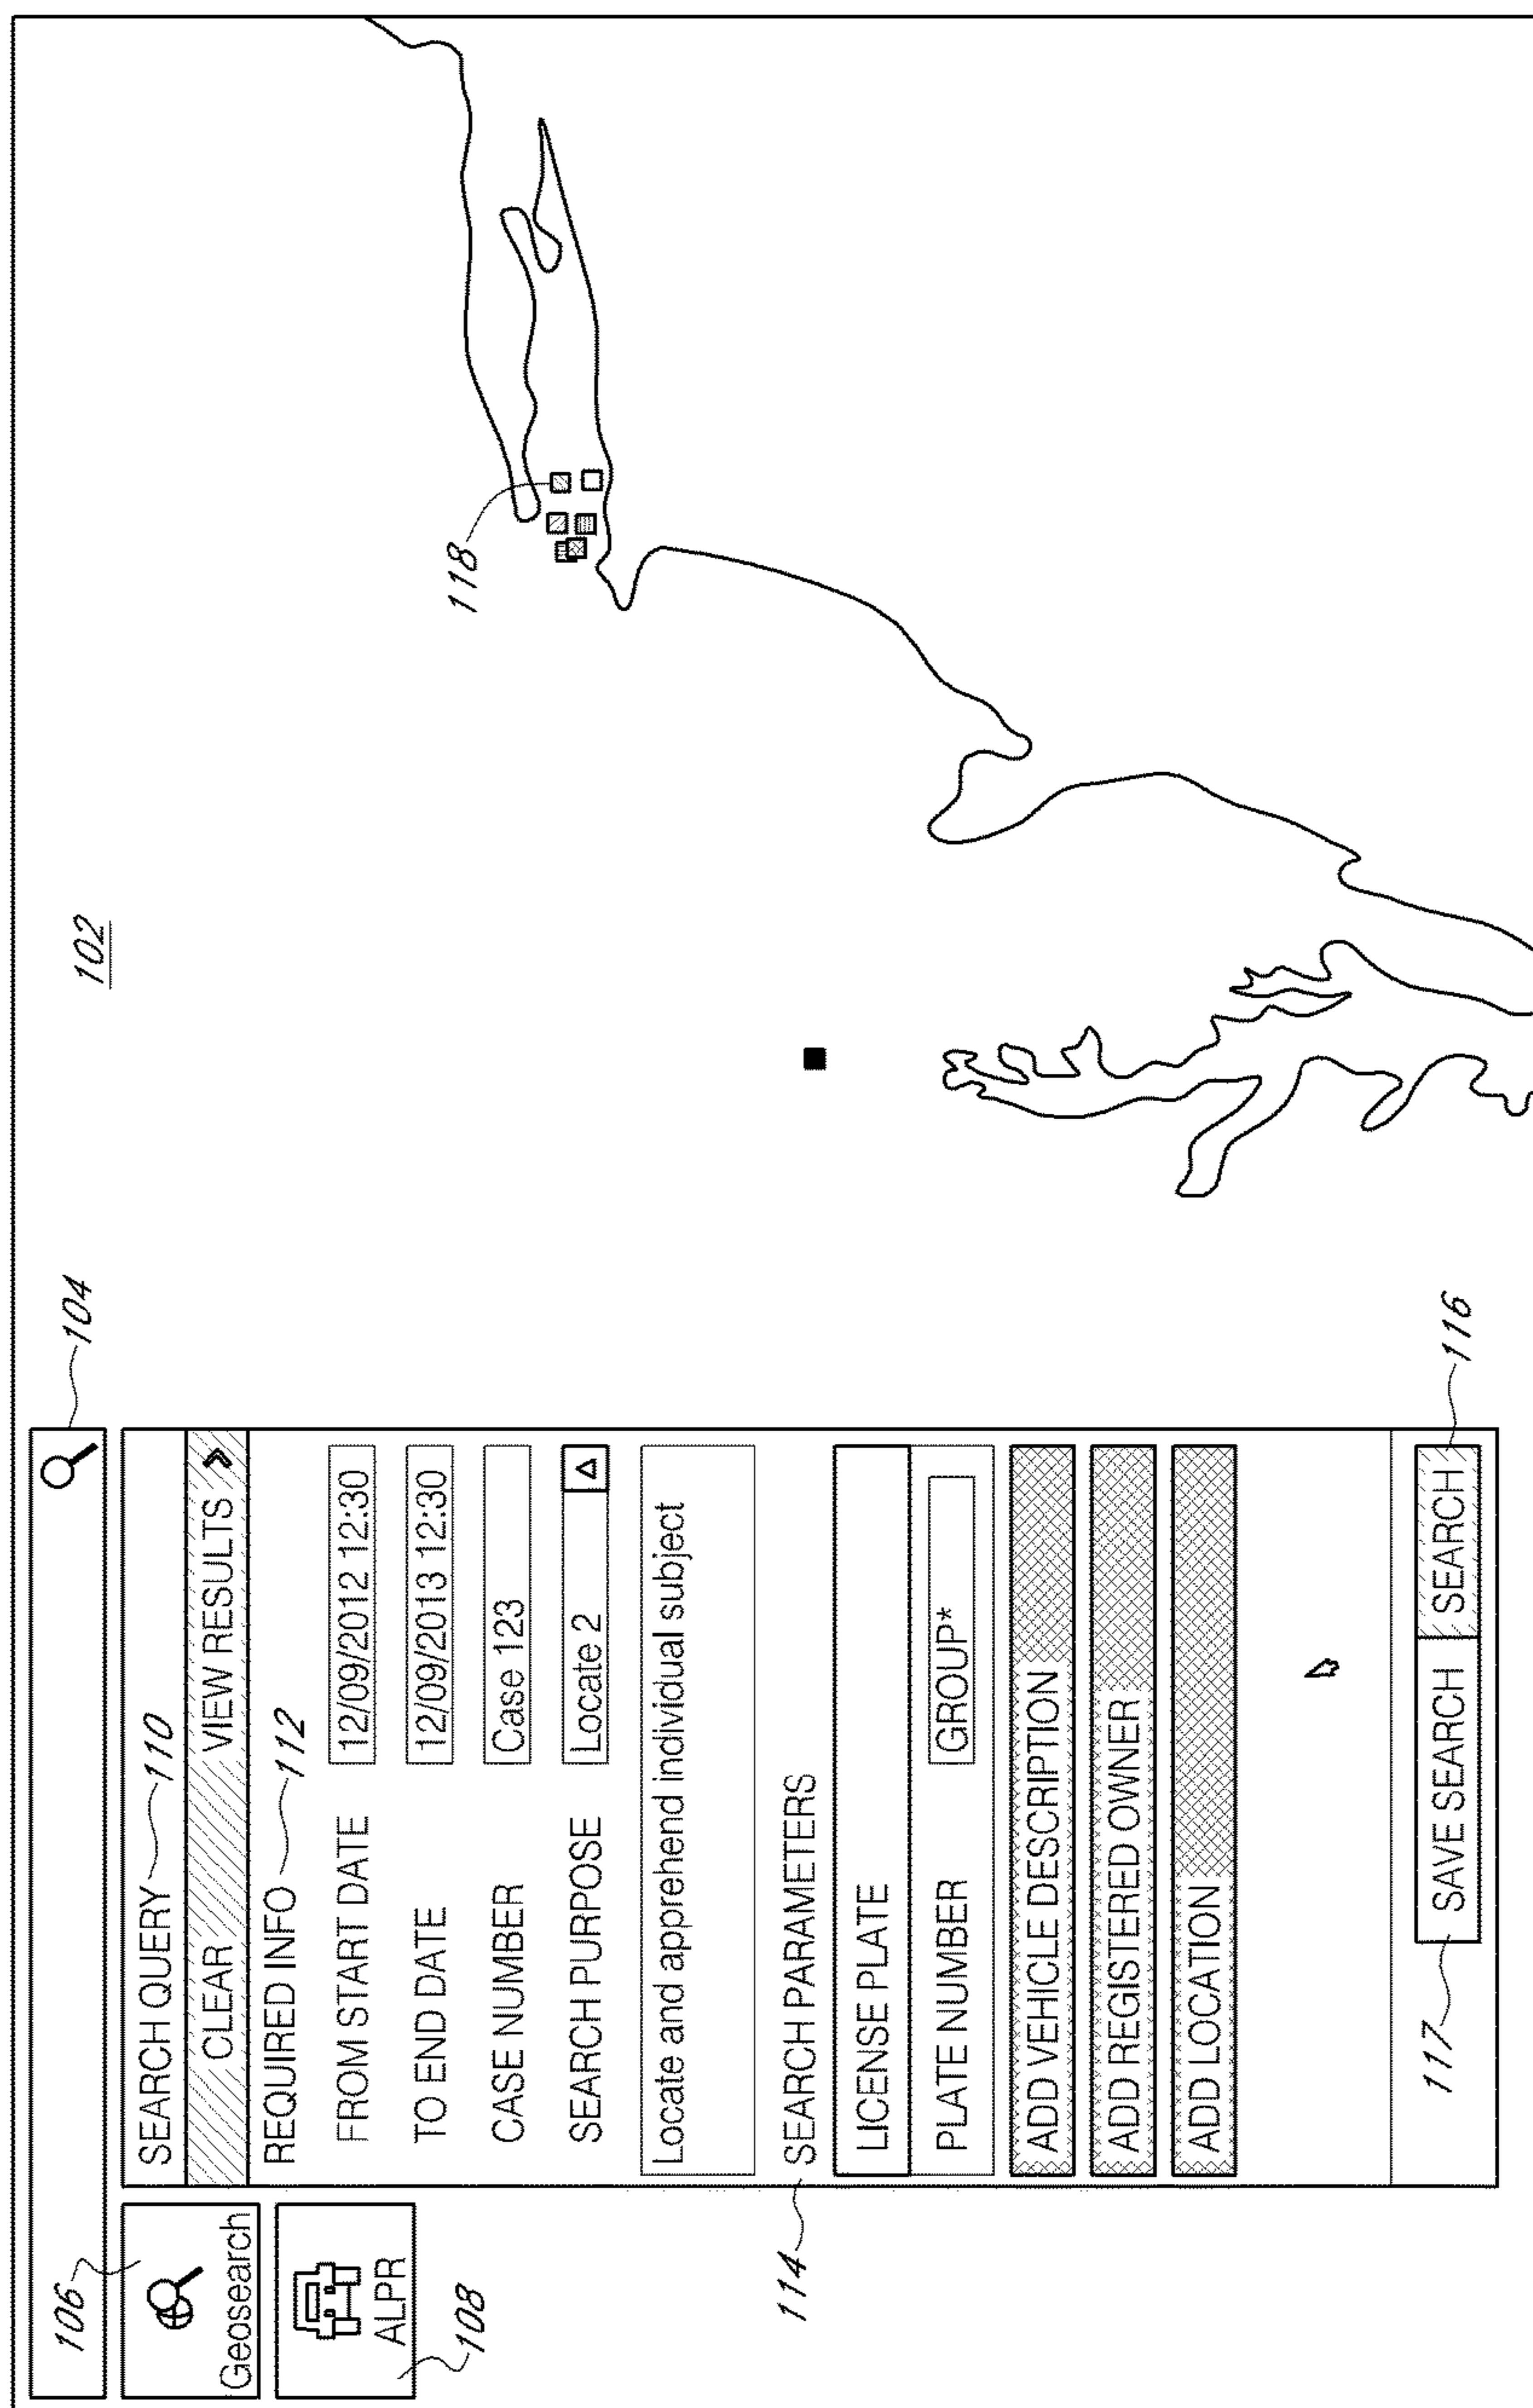 102
104
106
Geosearch
108
ALPR
SEARCH QUERY 110
CLEAR VIEW RESULTS >
REQUIRED INFO 112
FROM START DATE 12/09/2012 12:30
TO END DATE 12/09/2013 12:30
CASE NUMBER Case 123
SEARCH PURPOSE Locate 2
Locate and apprehend individual subject
114 SEARCH PARAMETERS
LICENSE PLATE
PLATE NUMBER GROUP*
ADD VEHICLE DESCRIPTION
ADD REGISTERED OWNER
ADD LOCATION
117 SAVE SEARCH SEARCH 116
118